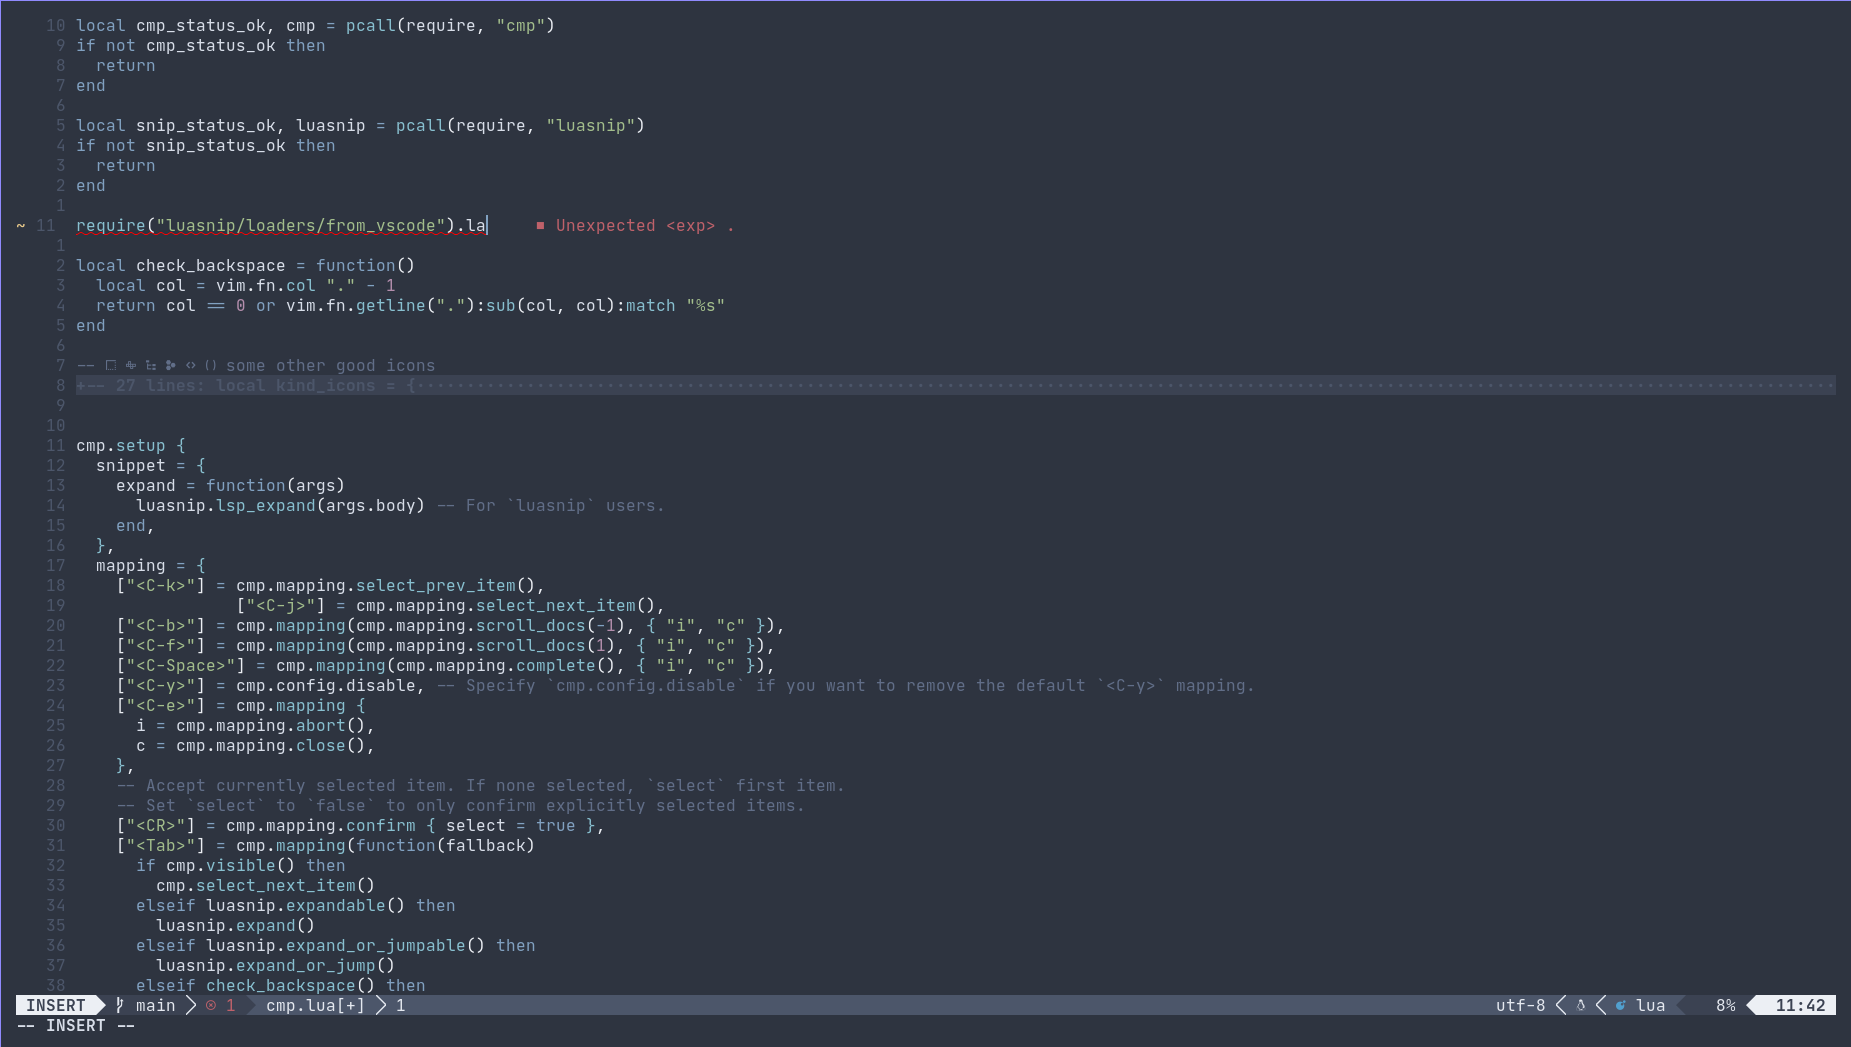 10 local cmp_status_ok, cmp = pcall(require, "cmp")
9 if not cmp_status_ok then
8   return
7 end
6
5 local snip_status_ok, luasnip = pcall(require, "luasnip")
4 if not snip_status_ok then
3   return
2 end
1
~ 11 require("luasnip/loaders/from_vscode").la     ■ Unexpected <exp> .
1
2 local check_backspace = function()
3   local col = vim.fn.col "." - 1
4   return col == 0 or vim.fn.getline("."):sub(col, col):match "%s"
5 end
6
7 -- some other good icons
8 +-- 27 lines: local kind_icons = {
9
10
11 cmp.setup {
12   snippet = {
13     expand = function(args)
14       luasnip.lsp_expand(args.body) -- For `luasnip` users.
15     end,
16   },
17   mapping = {
18     ["<C-k>"] = cmp.mapping.select_prev_item(),
19                 ["<C-j>"] = cmp.mapping.select_next_item(),
20     ["<C-b>"] = cmp.mapping(cmp.mapping.scroll_docs(-1), { "i", "c" }),
21     ["<C-f>"] = cmp.mapping(cmp.mapping.scroll_docs(1), { "i", "c" }),
22     ["<C-Space>"] = cmp.mapping(cmp.mapping.complete(), { "i", "c" }),
23     ["<C-y>"] = cmp.config.disable, -- Specify `cmp.config.disable` if you want to remove the default `<C-y>` mapping.
24     ["<C-e>"] = cmp.mapping {
25       i = cmp.mapping.abort(),
26       c = cmp.mapping.close(),
27     },
28     -- Accept currently selected item. If none selected, `select` first item.
29     -- Set `select` to `false` to only confirm explicitly selected items.
30     ["<CR>"] = cmp.mapping.confirm { select = true },
31     ["<Tab>"] = cmp.mapping(function(fallback)
32       if cmp.visible() then
33         cmp.select_next_item()
34       elseif luasnip.expandable() then
35         luasnip.expand()
36       elseif luasnip.expand_or_jumpable() then
37         luasnip.expand_or_jump()
38       elseif check_backspace() then
INSERT main 1 cmp.lua[+] 1 utf-8 lua 8% 11:42
-- INSERT --